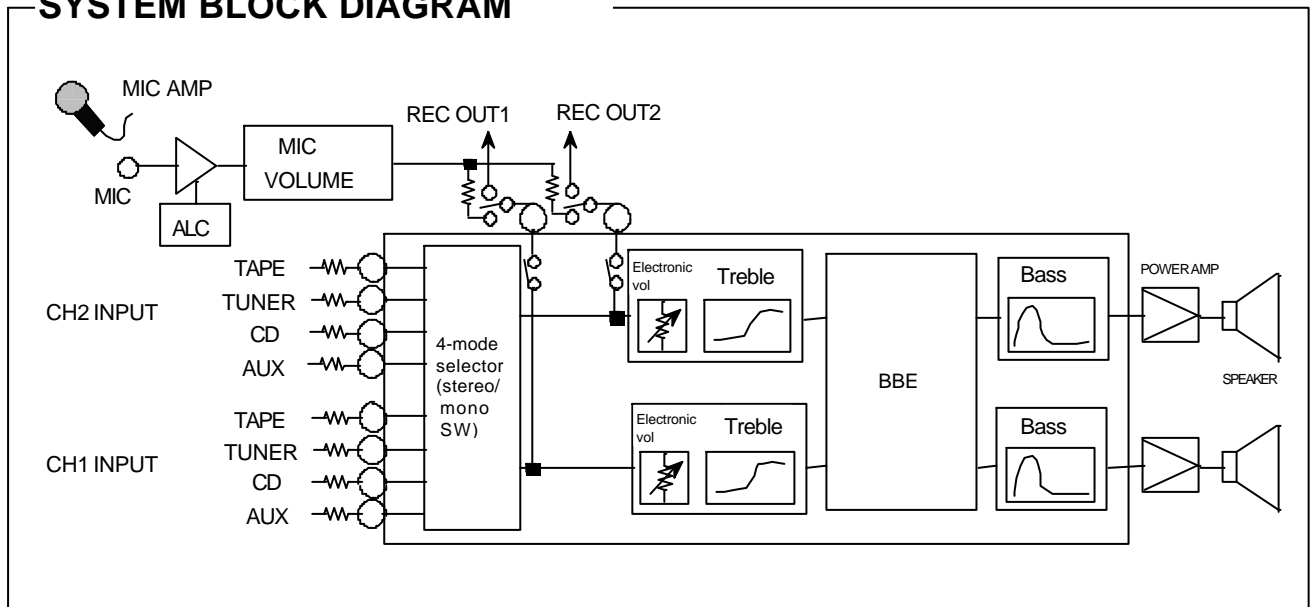 SYSTEM BLOCK DIAGRAM
MIC AMP
REC OUT1
REC OUT2
MIC
VOLUME
MIC
ALC
TAPE
TUNER
CD
AUX
CH2 INPUT
TAPE
TUNER
CD
AUX
CH1 INPUT
4-mode
selector
(stereo/
mono
SW)
Electronic
vol
Treble
Electronic
vol
Treble
BBE
Bass
Bass
POWER AMP
SPEAKER